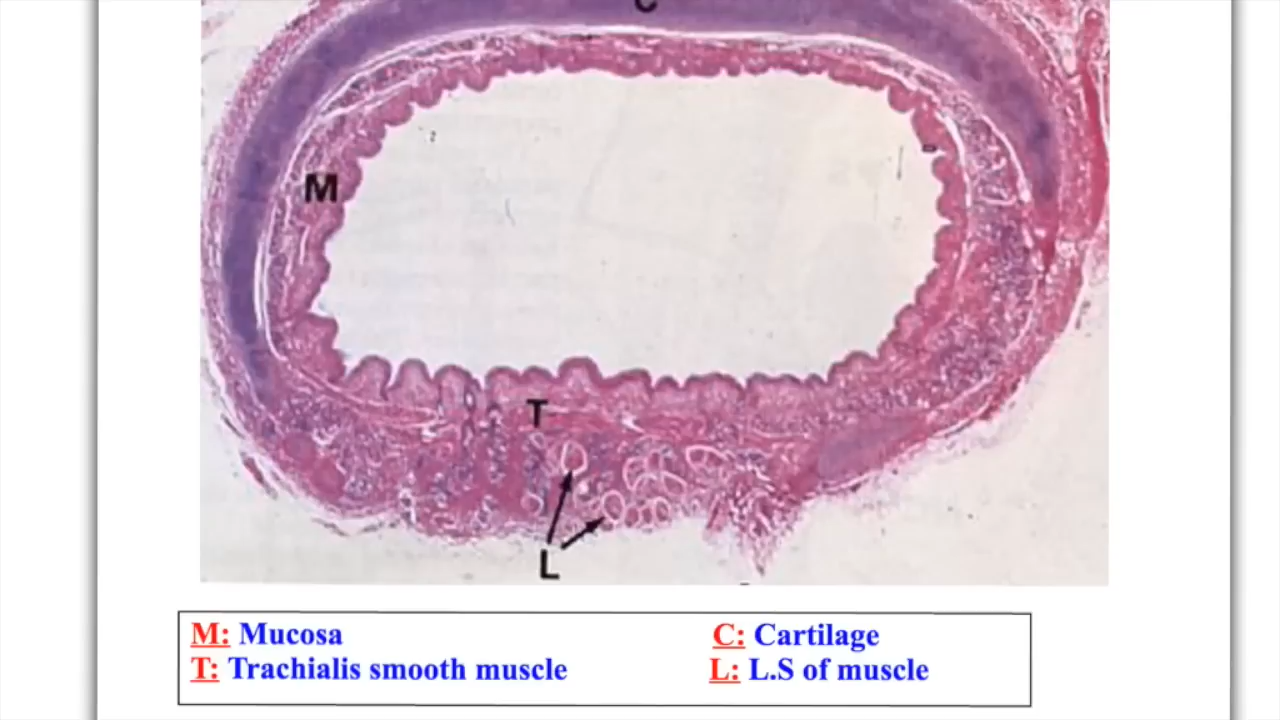 C
M
T
L
M: Mucosa
C: Cartilage
T: Trachialis smooth muscle
L: L.S of muscle